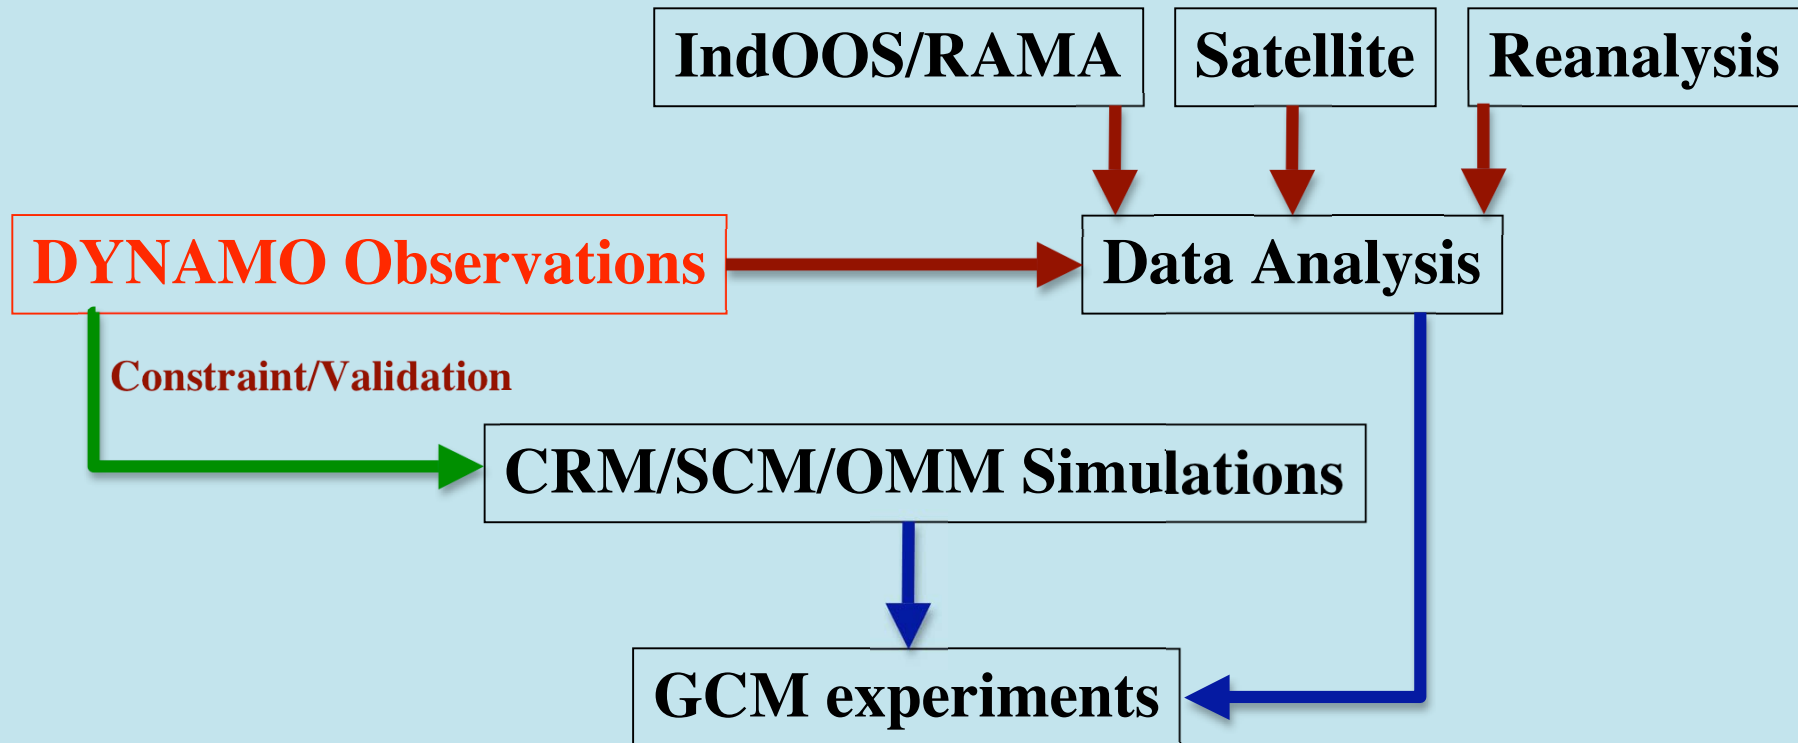 IndOOS/RAMA
Satellite
Reanalysis
DYNAMO Observations
Data Analysis
Constraint/Validation
CRM/SCM/OMM Simulations
GCM experiments